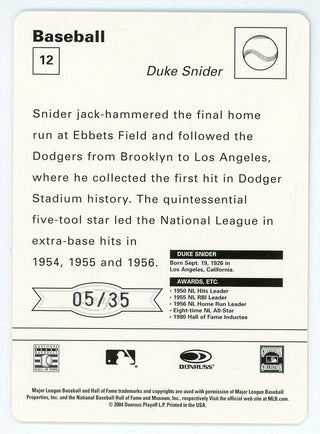 Baseball
12
Duke Snider
Snider jack-hammered the final home
run at Ebbets Field and followed the
Dodgers from Brooklyn to Los Angeles,
where he collected the first hit in Dodger
Stadium history. The quintessential
five-tool star led the National League in
extra-base hits in
1954, 1955 and 1956.
DUKE SNIDER
Born Sept. 19, 1926 in
Los Angeles, California.
AWARDS, ETC.
• 1950 NL Hits Leader
• 1955 NL RBI Leader
• 1956 NL Home Run Leader
• Eight-time NL All-Star
• 1980 Hall of Fame Inductee
05/35
DONRUSS
Major League Baseball and Hall of Fame trademarks and copyrights are used with permission of Major League Baseball
Properties, Inc. and the National Baseball Hall of Fame and Museum, Inc., respectively Visit the official web site at MLB.com.
© 2004 Donruss Playoff L.P. Printed in the USA.